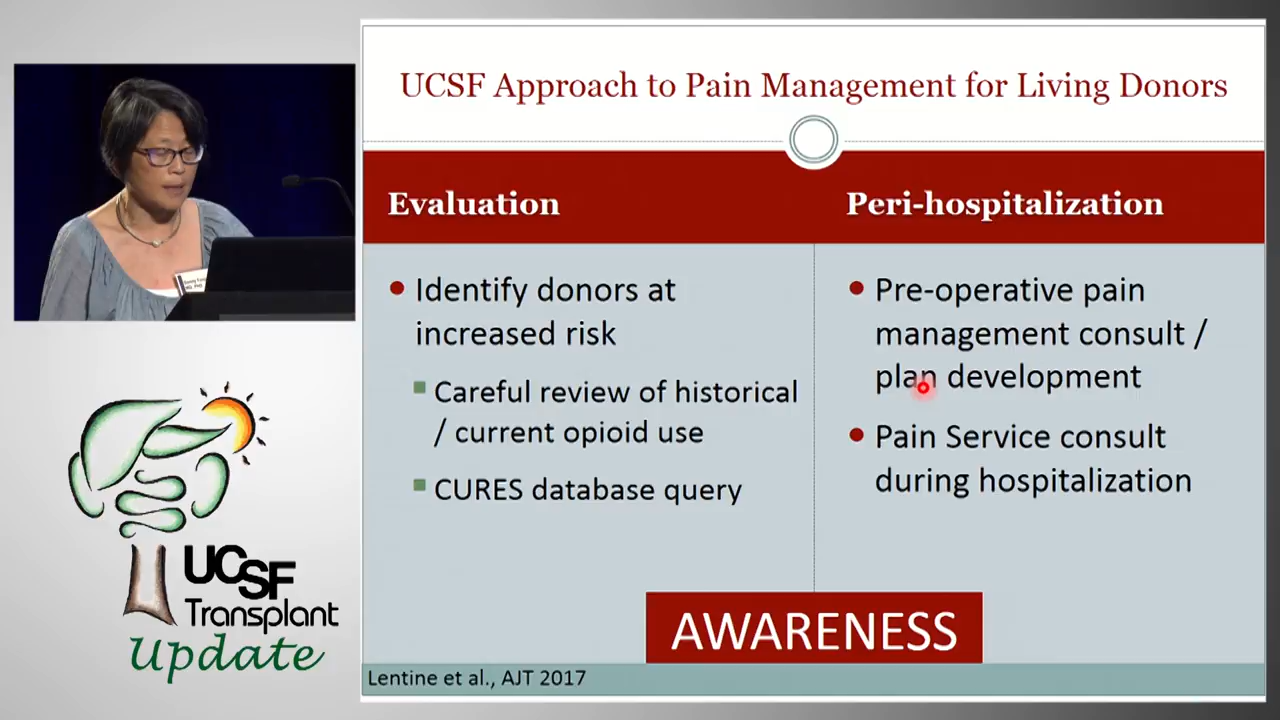 UCSF Approach to Pain Management for Living Donors
Evaluation
Identify donors at
increased risk
Careful review of historical
/ current opioid use
CURES database query
Peri-hospitalization
Pre-operative pain
management consult /
plan development
Pain Service consult
during hospitalization
AWARENESS
Lentine et al., AJT 2017
UCSF
Transplant
Update